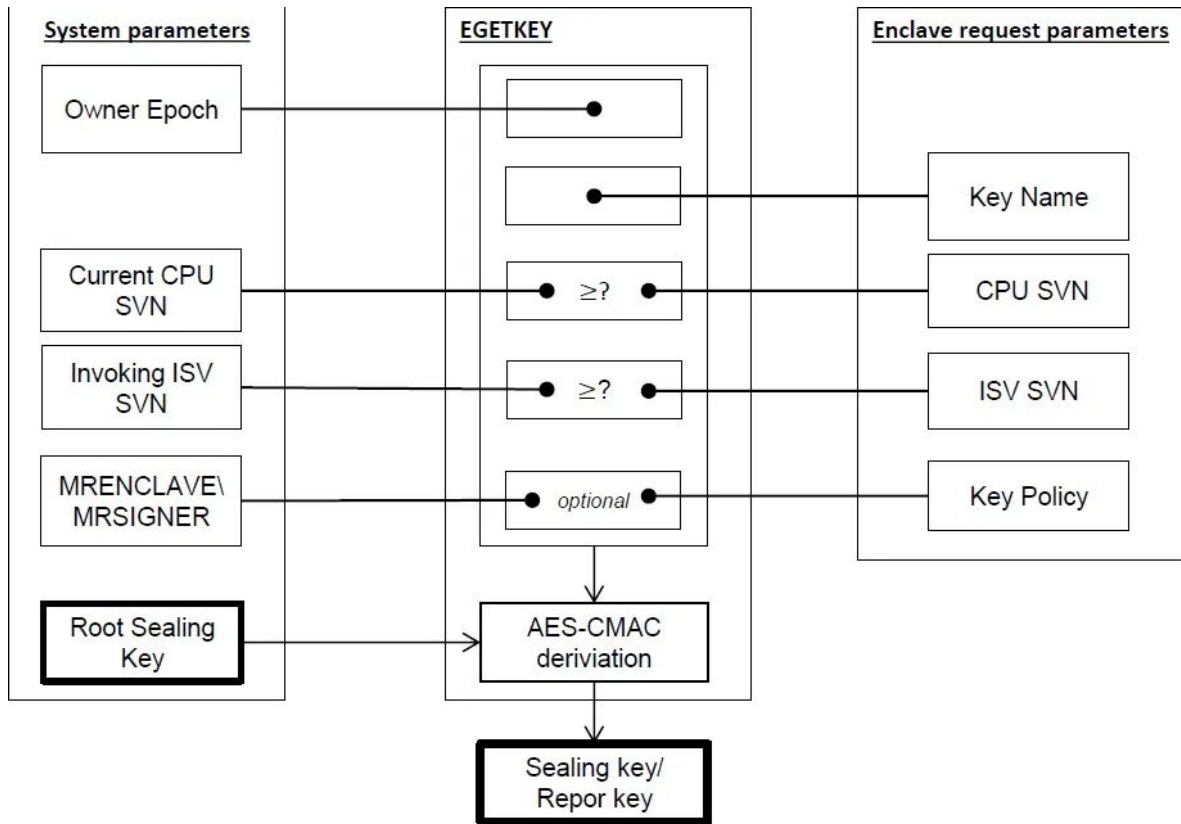 System parameters
EGETKEY
Enclave request parameters
Owner Epoch
Key Name
Current CPU
SVN
≥?
CPU SVN
Invoking ISV
SVN
≥?
ISV SVN
MRENCLAVE\
MRSIGNER
optional
Key Policy
Root Sealing
Key
AES-CMAC
deriviation
Sealing key/
Repor key